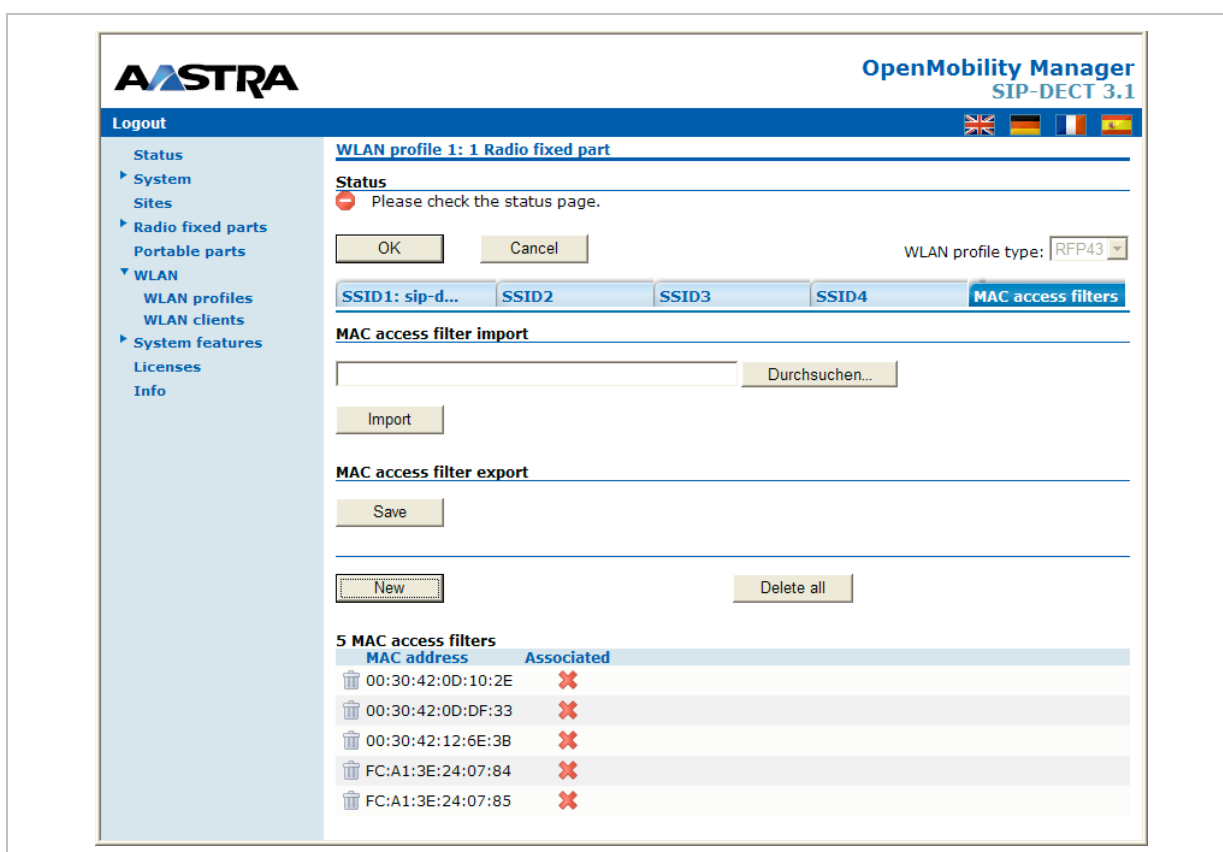 AASTRA
OpenMobility Manager
SIP-DECT 3.1
Logout
Status
System
Sites
Radio fixed parts
Portable parts
WLAN
WLAN profiles
WLAN clients
System features
Licenses
Info
WLAN profile 1: 1 Radio fixed part
Status
Please check the status page.
OK Cancel WLAN profile type: RFP43
SSID1: sip-d... SSID2 SSID3 SSID4 MAC access filters
MAC access filter import
Durchsuchen...
Import
MAC access filter export
Save
New Delete all
5 MAC access filters
MAC address Associated
00:30:42:0D:10:2E
00:30:42:0D:DF:33
00:30:42:12:6E:3B
FC:A1:3E:24:07:84
FC:A1:3E:24:07:85